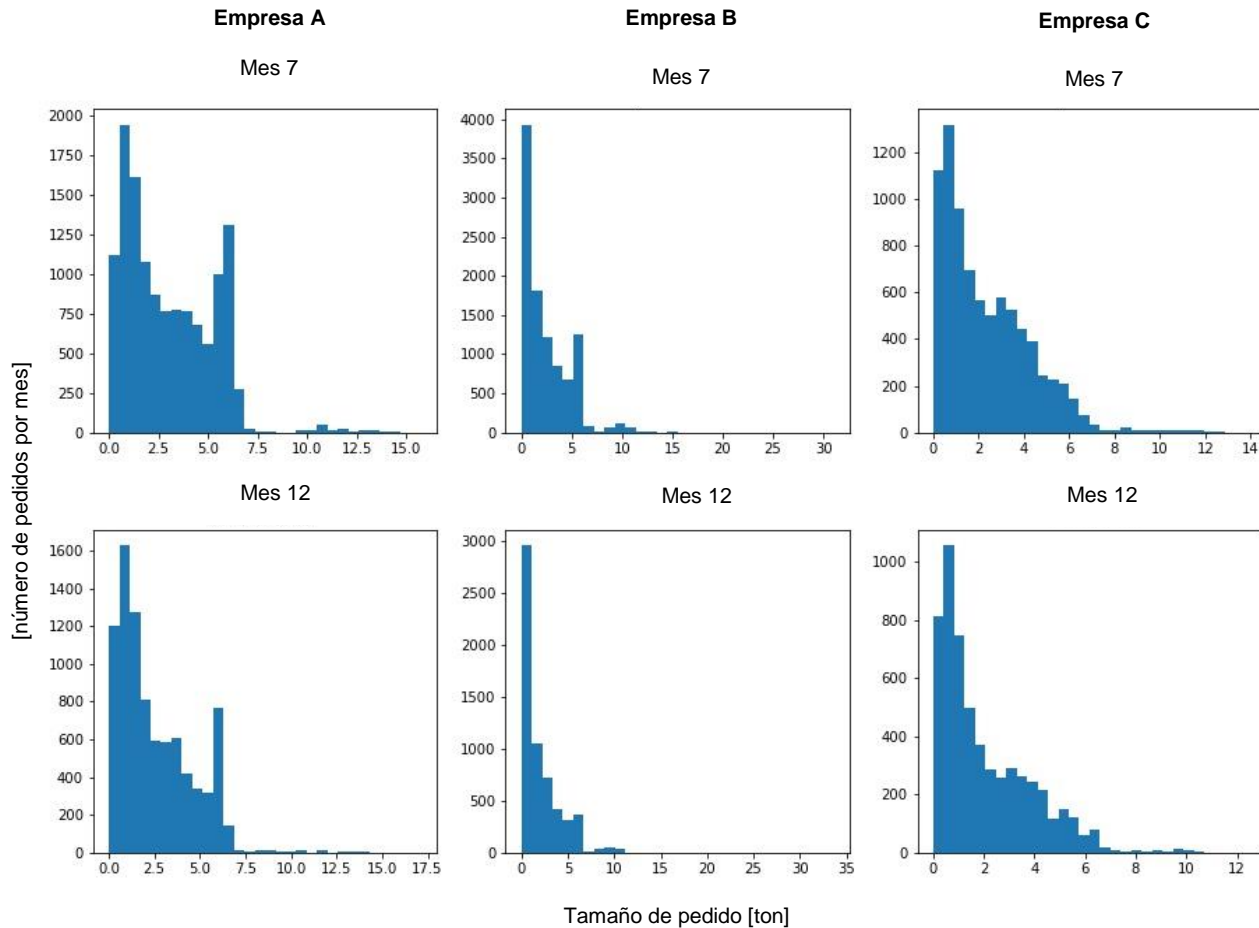 Empresa A
Empresa B
Empresa C
Mes 7
Mes 7
Mes 7
2000
1750
1500
1250
1000
750
500
250
0
0.0 2.5 5.0 7.5 10.0 12.5 15.0
4000
3500
3000
2500
2000
1500
1000
500
0
0 5 10 15 20 25 30
1200
1000
800
600
400
200
0
0 2 4 6 8 10 12 14
[número de pedidos por mes]
Mes 12
Mes 12
Mes 12
1600
1400
1200
1000
800
600
400
200
0
0.0 2.5 5.0 7.5 10.0 12.5 15.0 17.5
3000
2500
2000
1500
1000
500
0
0 5 10 15 20 25 30 35
1000
800
600
400
200
0
0 2 4 6 8 10 12
Tamaño de pedido [ton]